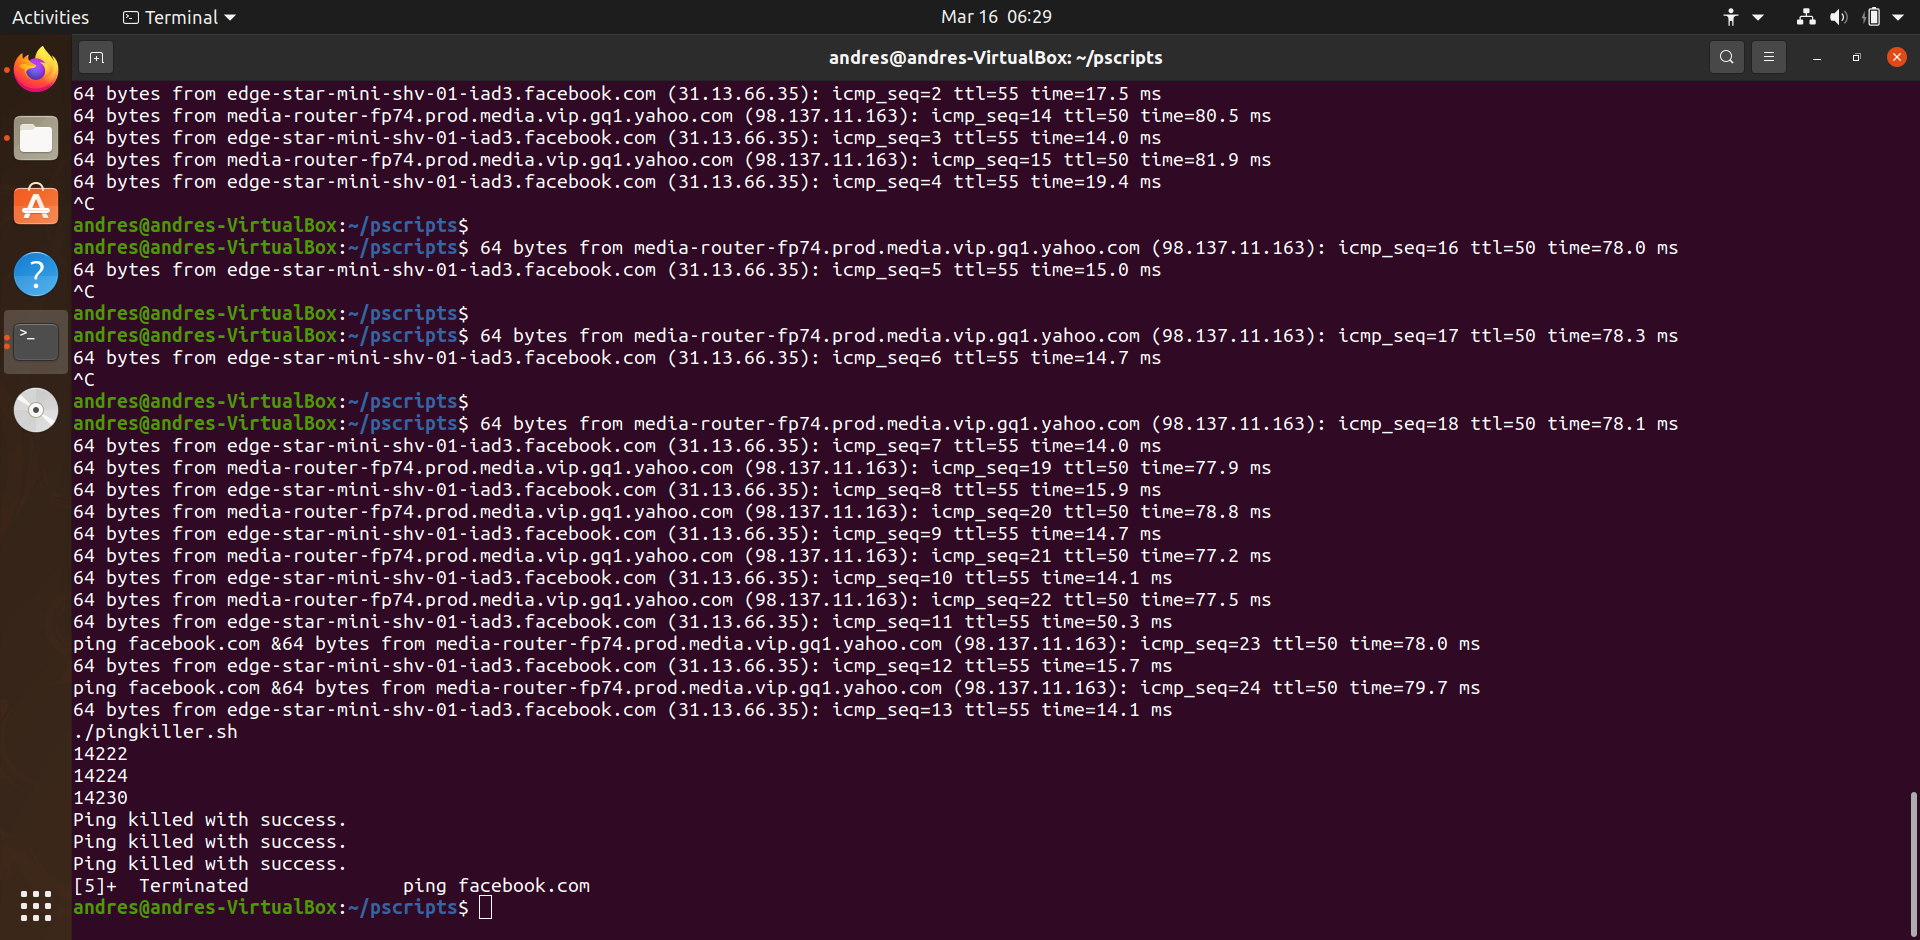 Activities
Terminal
Mar 16 06:29
andres@andres-VirtualBox: ~/pscripts
64 bytes from edge-star-mini-shv-01-iad3.facebook.com (31.13.66.35): icmp_seq=2 ttl=55 time=17.5 ms
64 bytes from media-router-fp74.prod.media.vip.gq1.yahoo.com (98.137.11.163): icmp_seq=14 ttl=50 time=80.5 ms
64 bytes from edge-star-mini-shv-01-iad3.facebook.com (31.13.66.35): icmp_seq=3 ttl=55 time=14.0 ms
64 bytes from media-router-fp74.prod.media.vip.gq1.yahoo.com (98.137.11.163): icmp_seq=15 ttl=50 time=81.9 ms
64 bytes from edge-star-mini-shv-01-iad3.facebook.com (31.13.66.35): icmp_seq=4 ttl=55 time=19.4 ms
^C
andres@andres-VirtualBox:~/pscripts$
andres@andres-VirtualBox:~/pscripts$ 64 bytes from media-router-fp74.prod.media.vip.gq1.yahoo.com (98.137.11.163): icmp_seq=16 ttl=50 time=78.0 ms
64 bytes from edge-star-mini-shv-01-iad3.facebook.com (31.13.66.35): icmp_seq=5 ttl=55 time=15.0 ms
^C
andres@andres-VirtualBox:~/pscripts$
andres@andres-VirtualBox:~/pscripts$ 64 bytes from media-router-fp74.prod.media.vip.gq1.yahoo.com (98.137.11.163): icmp_seq=17 ttl=50 time=78.3 ms
64 bytes from edge-star-mini-shv-01-iad3.facebook.com (31.13.66.35): icmp_seq=6 ttl=55 time=14.7 ms
^C
andres@andres-VirtualBox:~/pscripts$
andres@andres-VirtualBox:~/pscripts$ 64 bytes from media-router-fp74.prod.media.vip.gq1.yahoo.com (98.137.11.163): icmp_seq=18 ttl=50 time=78.1 ms
64 bytes from edge-star-mini-shv-01-iad3.facebook.com (31.13.66.35): icmp_seq=7 ttl=55 time=14.0 ms
64 bytes from media-router-fp74.prod.media.vip.gq1.yahoo.com (98.137.11.163): icmp_seq=19 ttl=50 time=77.9 ms
64 bytes from edge-star-mini-shv-01-iad3.facebook.com (31.13.66.35): icmp_seq=8 ttl=55 time=15.9 ms
64 bytes from media-router-fp74.prod.media.vip.gq1.yahoo.com (98.137.11.163): icmp_seq=20 ttl=50 time=78.8 ms
64 bytes from edge-star-mini-shv-01-iad3.facebook.com (31.13.66.35): icmp_seq=9 ttl=55 time=14.7 ms
64 bytes from media-router-fp74.prod.media.vip.gq1.yahoo.com (98.137.11.163): icmp_seq=21 ttl=50 time=77.2 ms
64 bytes from edge-star-mini-shv-01-iad3.facebook.com (31.13.66.35): icmp_seq=10 ttl=55 time=14.1 ms
64 bytes from media-router-fp74.prod.media.vip.gq1.yahoo.com (98.137.11.163): icmp_seq=22 ttl=50 time=77.5 ms
64 bytes from edge-star-mini-shv-01-iad3.facebook.com (31.13.66.35): icmp_seq=11 ttl=55 time=50.3 ms
ping facebook.com &64 bytes from media-router-fp74.prod.media.vip.gq1.yahoo.com (98.137.11.163): icmp_seq=23 ttl=50 time=78.0 ms
64 bytes from edge-star-mini-shv-01-iad3.facebook.com (31.13.66.35): icmp_seq=12 ttl=55 time=15.7 ms
ping facebook.com &64 bytes from media-router-fp74.prod.media.vip.gq1.yahoo.com (98.137.11.163): icmp_seq=24 ttl=50 time=79.7 ms
64 bytes from edge-star-mini-shv-01-iad3.facebook.com (31.13.66.35): icmp_seq=13 ttl=55 time=14.1 ms
./pingkiller.sh
14222
14224
14230
Ping killed with success.
Ping killed with success.
Ping killed with success.
[5]+  Terminated              ping facebook.com
andres@andres-VirtualBox:~/pscripts$